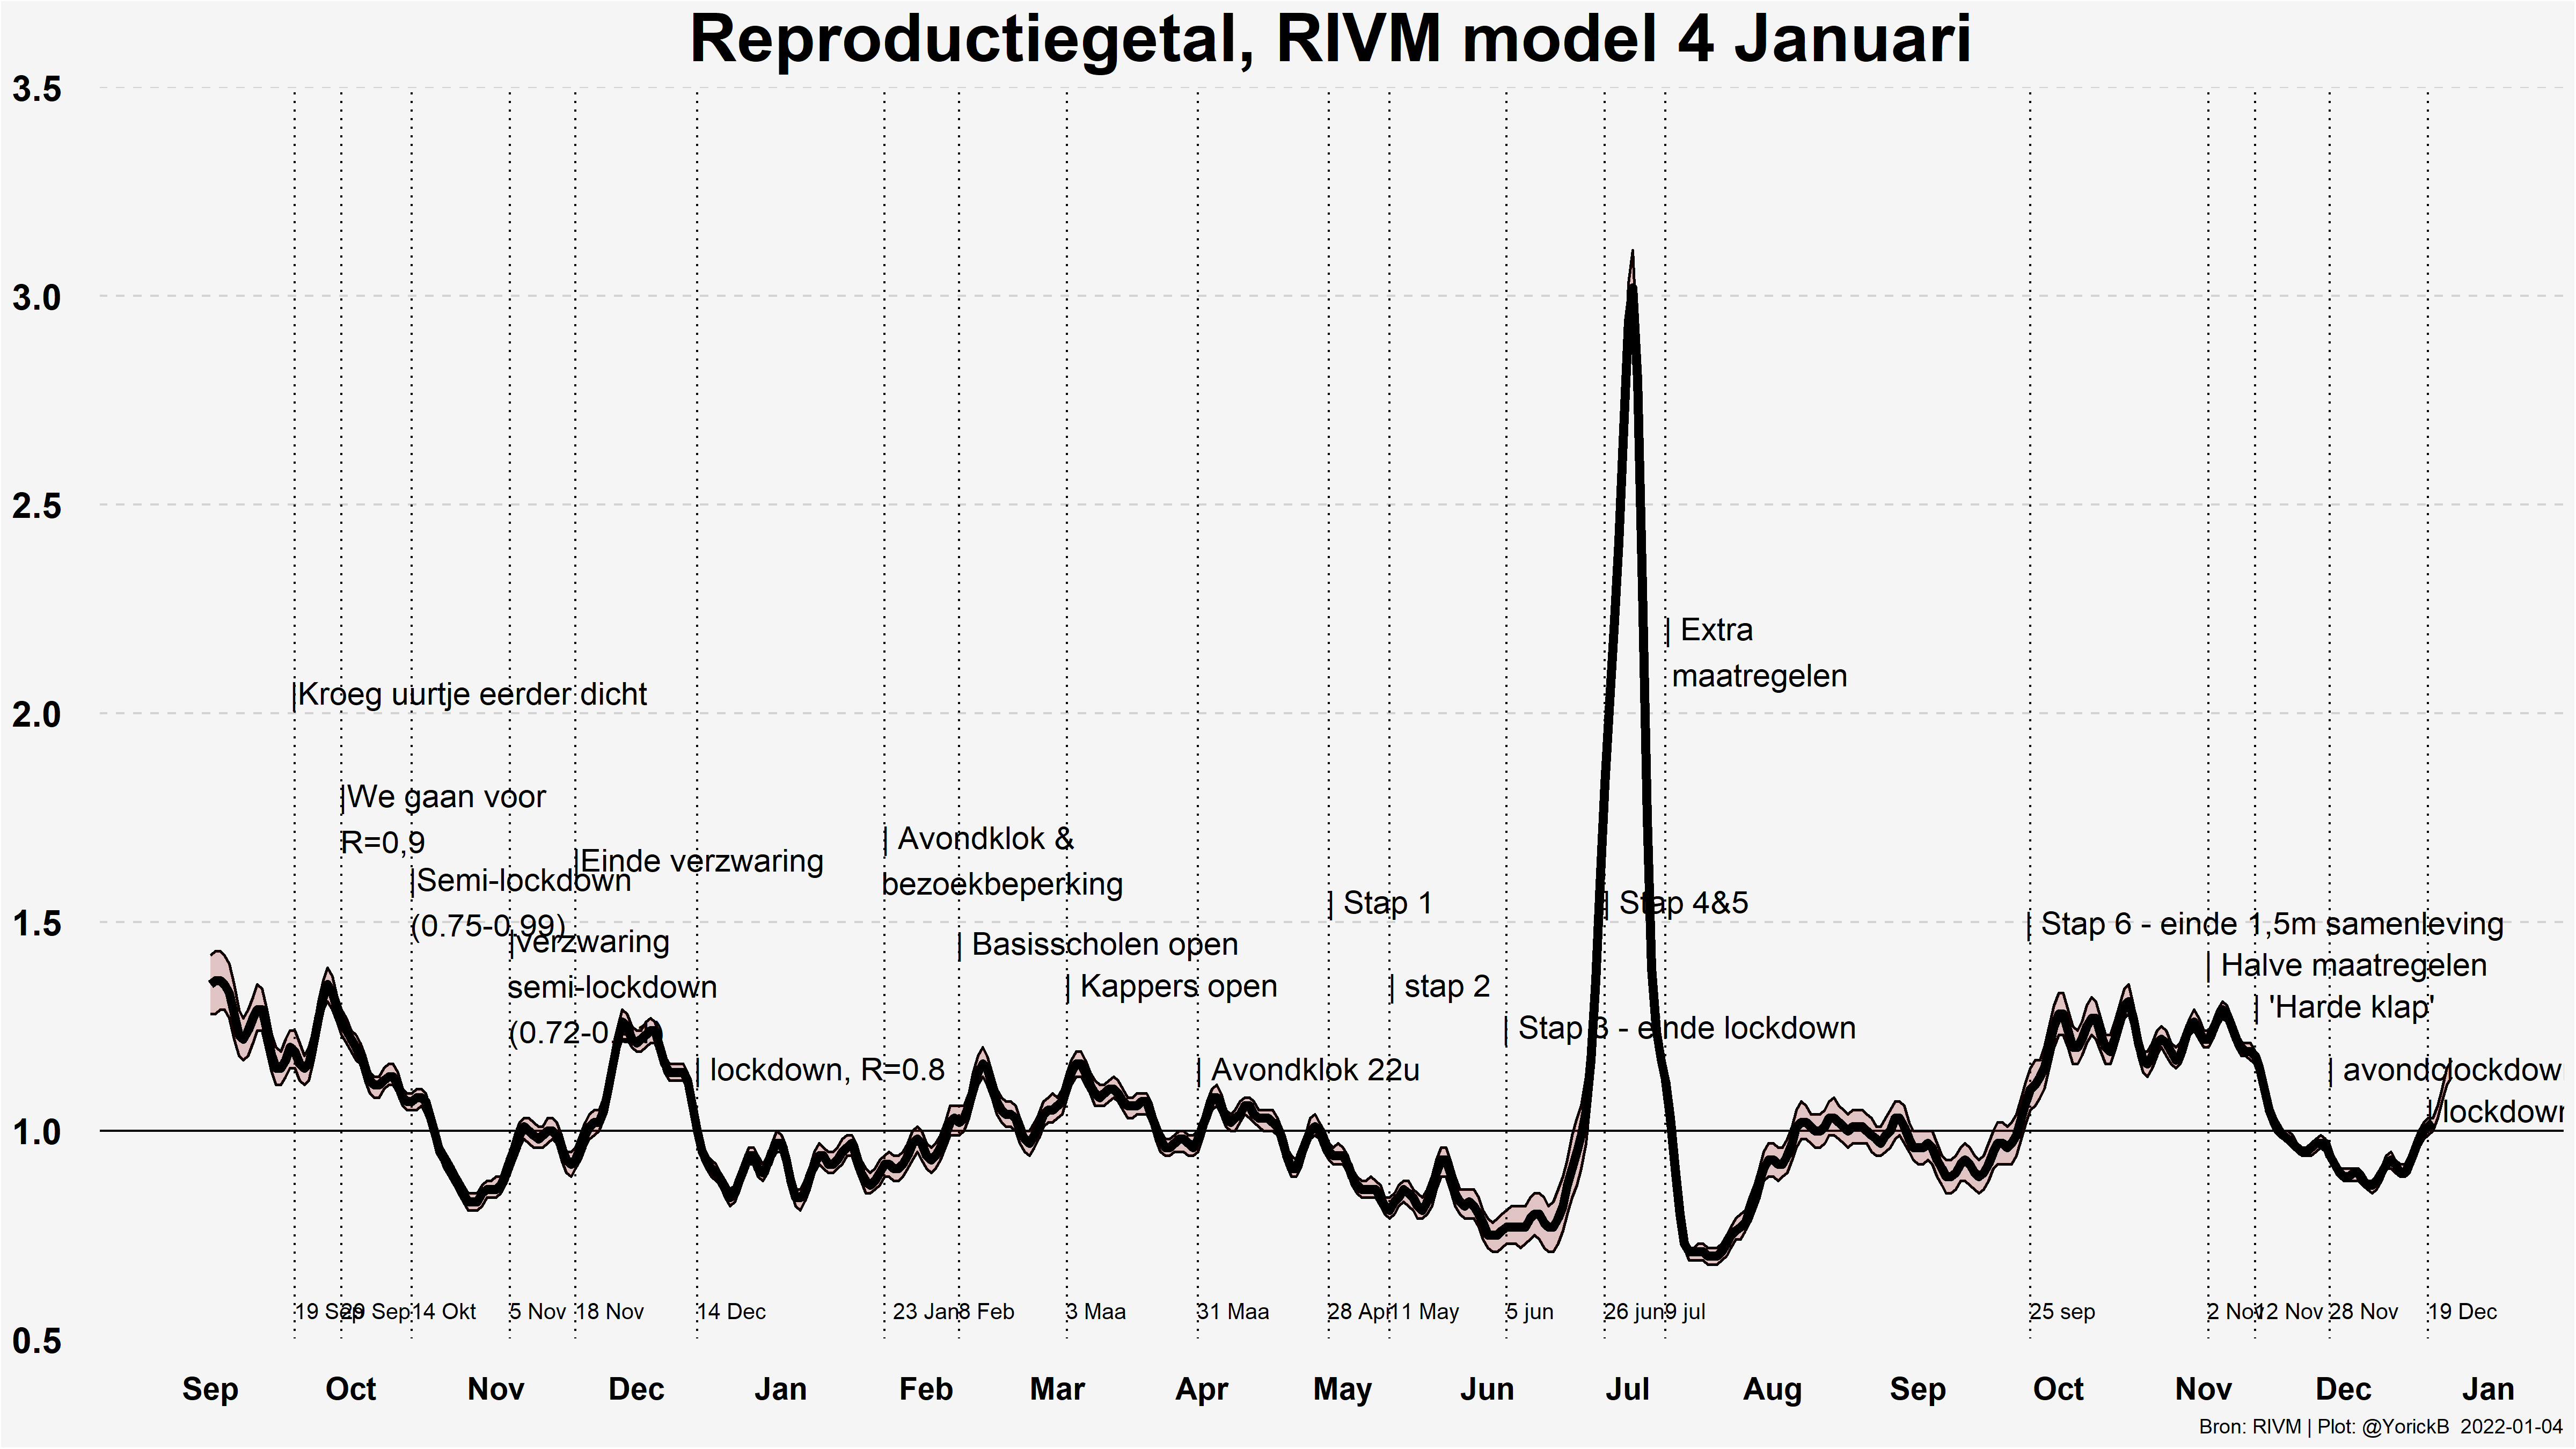 Reproductiegetal, RIVM model 4 Januari
3.5
3.0
2.5
2.0
1.5
1.0
0.5
| Extra
maatregelen
|Kroeg uurtje eerder dicht
|We gaan voor
R=0,9
|Einde verzwaring
|Semi-lockdown
(0.75-0.99)
|verzwaring
semi-lockdown
(0.72-0.
| lockdown, R=0.8
| Avondklok &
bezoekbeperking
| Basisscholen open
| Kappers open
| Avondklok 22u
| Stap 1
| stap 2
| Stap 3 - einde lockdown
| Stap 4&5
| Stap 6 - einde 1,5m samenleving
| Halve maatregelen
| 'Harde klap'
| avondolockdown
| lockdown
19 Sep 29 Sep 14 Okt 5 Nov 18 Nov 14 Dec 23 Jan 8 Feb 3 Maa 31 Maa 28 Apr 11 May 5 jun 26 jun 9 jul 25 sep 2 Nov 12 Nov 28 Nov 19 Dec
Sep Oct Nov Dec Jan Feb Mar Apr May Jun Jul Aug Sep Oct Nov Dec Jan
Bron: RIVM | Plot: @YorickB 2022-01-04